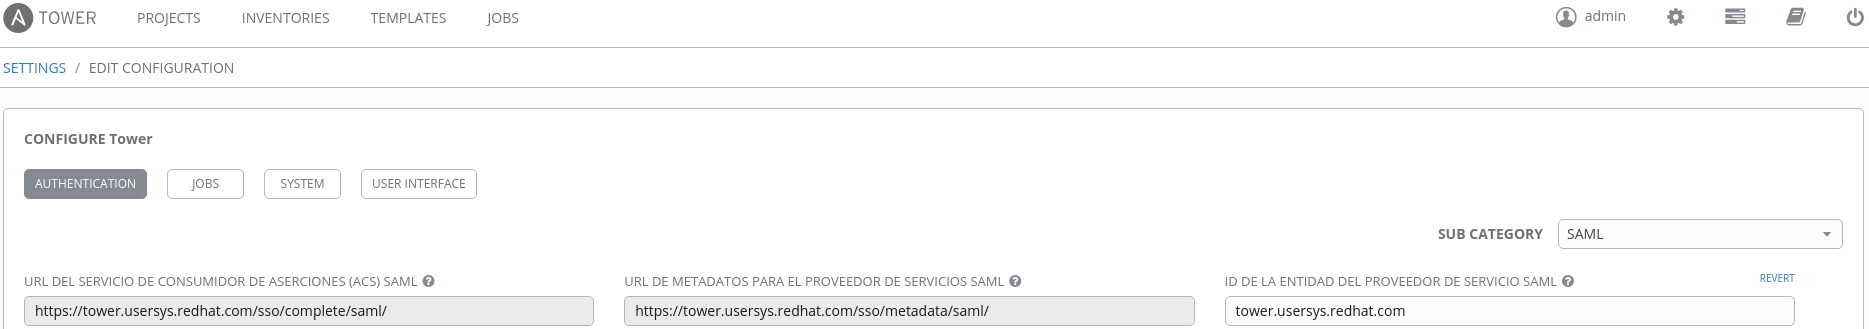 A TOWER PROJECTS INVENTORIES TEMPLATES JOBS admin
SETTINGS / EDIT CONFIGURATION
CONFIGURE Tower
AUTHENTICATION JOBS SYSTEM USER INTERFACE
SUB CATEGORY SAML
URL DEL SERVICIO DE CONSUMIDOR DE ASERCIONES (ACS) SAML ? URL DE METADATOS PARA EL PROVEEDOR DE SERVICIOS SAML ? ID DE LA ENTIDAD DEL PROVEEDOR DE SERVICIO SAML ? REVERT
https://tower.usersys.redhat.com/sso/complete/saml/ https://tower.usersys.redhat.com/sso/metadata/saml/ tower.usersys.redhat.com